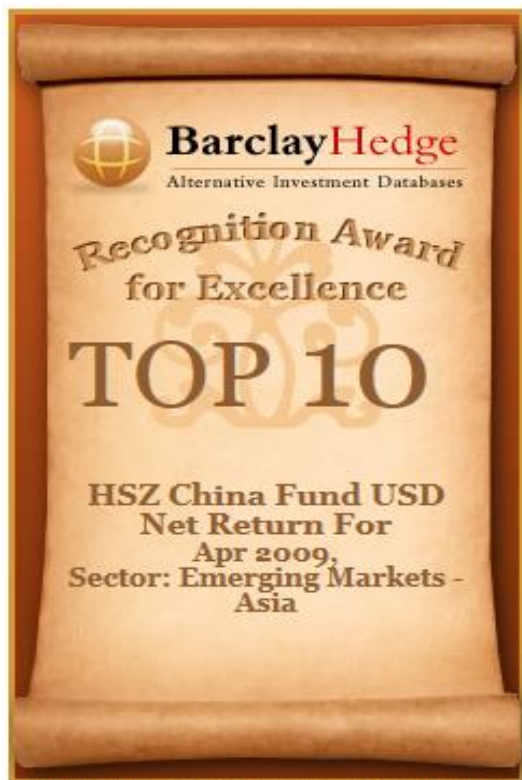 BarclayHedge
Alternative Investment Databases
Recognition Award
for Excellence
TOP 10
HSZ China Fund USD
Net Return For
Apr 2009,
Sector: Emerging Markets -
Asia